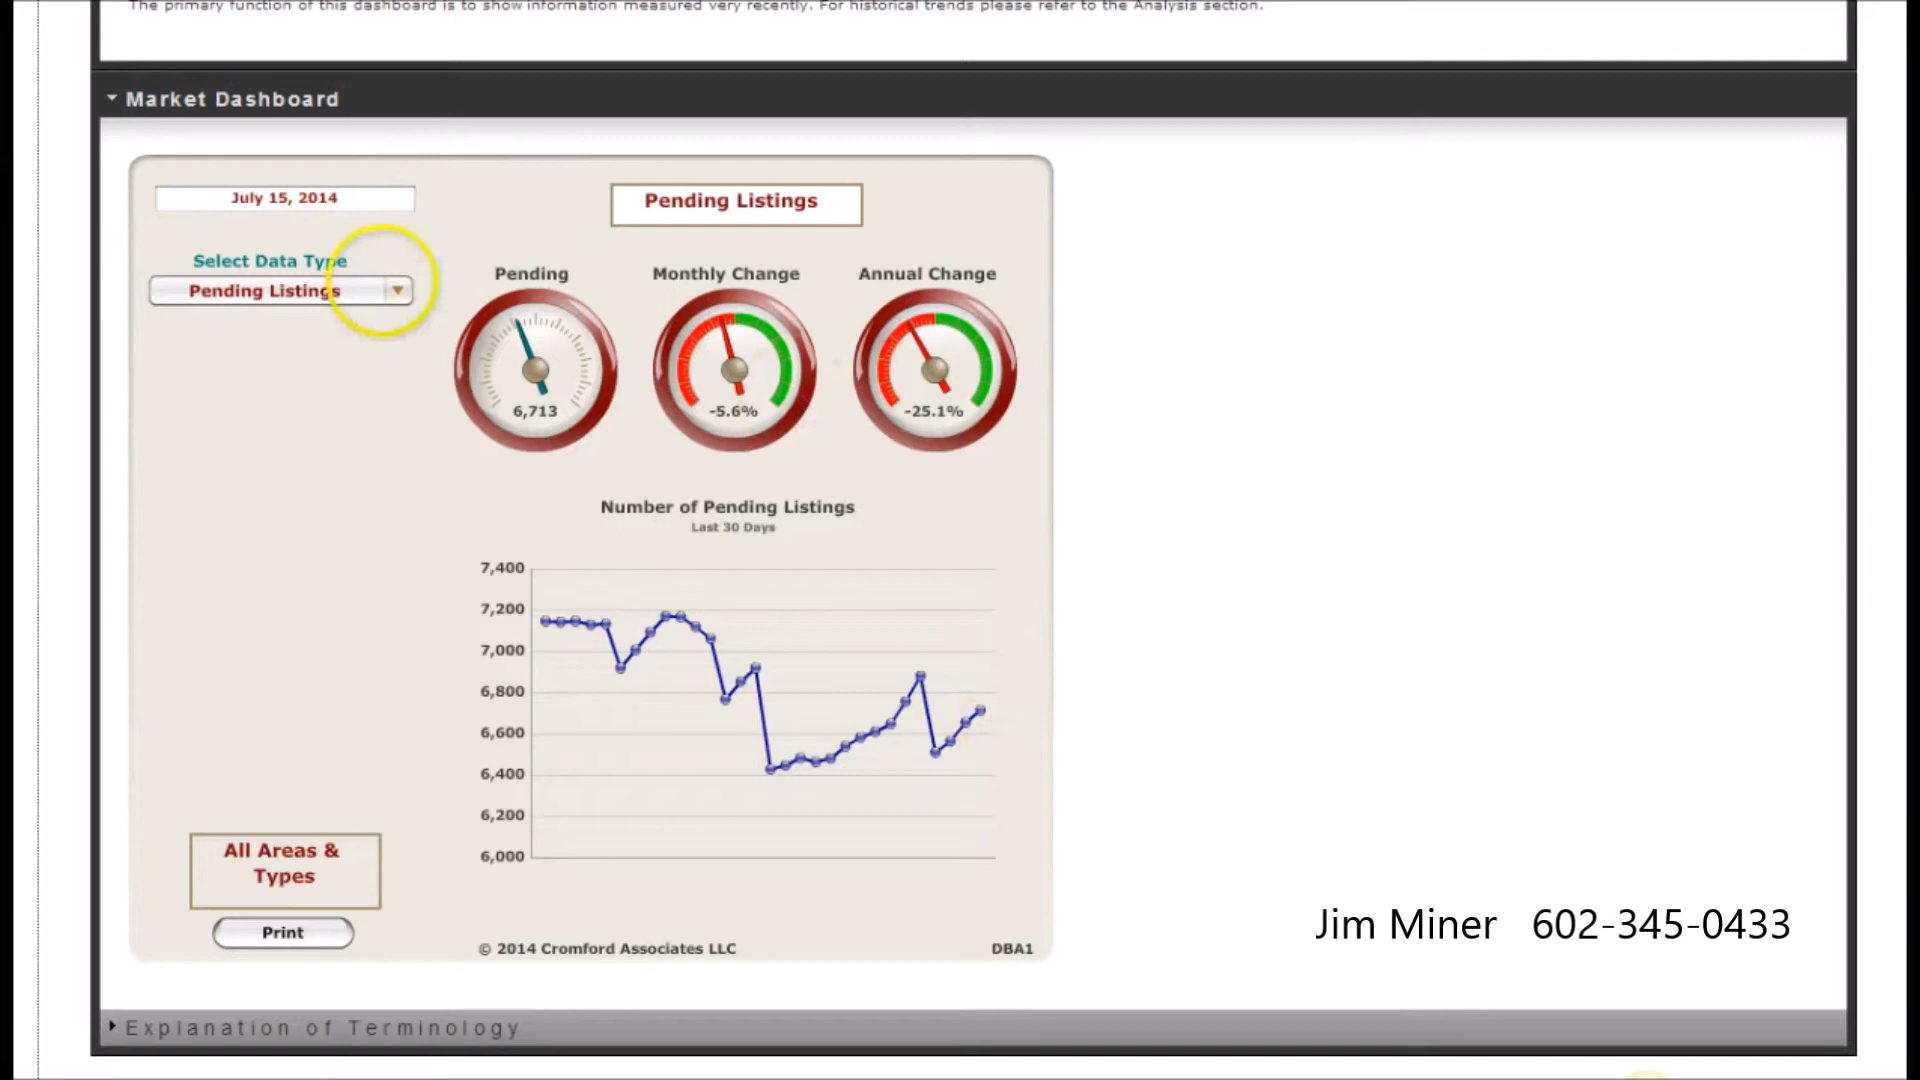 The primary function of this dashboard is to show information measured very recently. For historical trends please refer to the Analysis section.
Market Dashboard
July 15, 2014
Pending Listings
Select Data Type
Pending Listings
Pending
Monthly Change
Annual Change
6,713
-5.6%
-25.1%
Number of Pending Listings
Last 30 Days
7,400
7,200
7,000
6,800
6,600
6,400
6,200
6,000
All Areas &
Types
Print
© 2014 Cromford Associates LLC
DBA1
Jim Miner 602-345-0433
Explanation of Terminology